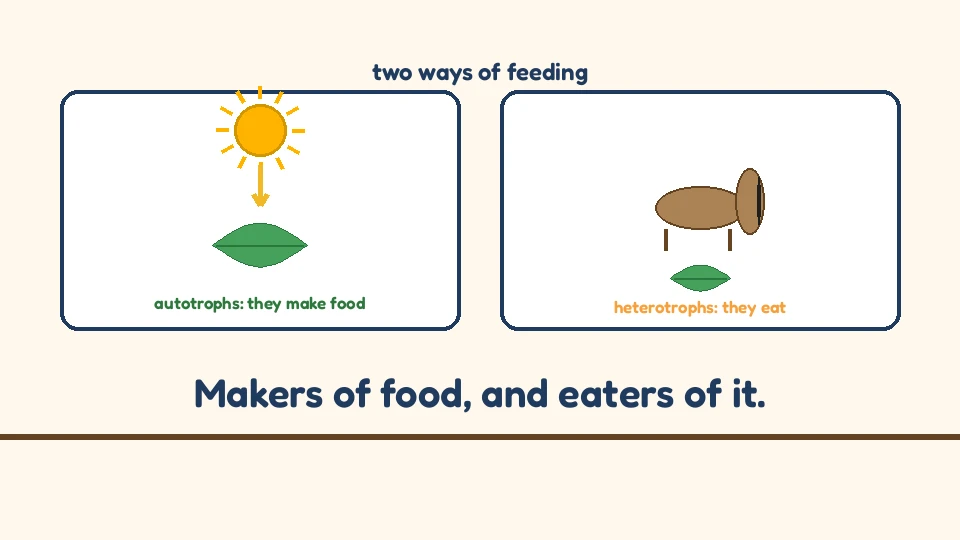 two ways of feeding
autotrophs: they make food
heterotrophs: they eat
Makers of food, and eaters of it.